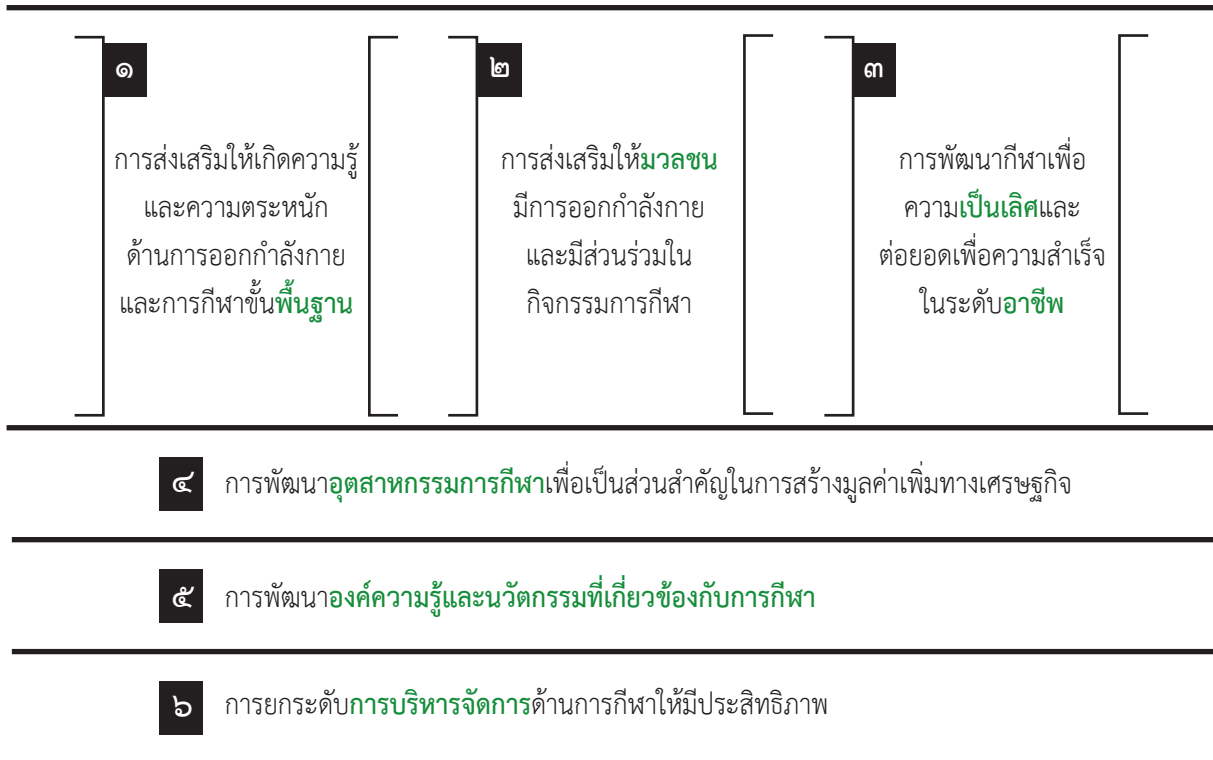 ๑
การส่งเสริมให้เกิดความรู้
และความตระหนัก
ด้านการออกกำลังกาย
และการกีฬาขั้นพื้นฐาน
๒
การส่งเสริมให้มวลชน
มีการออกกำลังกาย
และมีส่วนร่วมใน
กิจกรรมการกีฬา
๓
การพัฒนากีฬาเพื่อ
ความเป็นเลิศและ
ต่อยอดเพื่อความสำเร็จ
ในระดับอาชีพ
๔ การพัฒนาอุตสาหกรรมการกีฬาเพื่อเป็นส่วนสำคัญในการสร้างมูลค่าเพิ่มทางเศรษฐกิจ
๕ การพัฒนาองค์ความรู้และนวัตกรรมที่เกี่ยวข้องกับการกีฬา
๖ การยกระดับการบริหารจัดการด้านการกีฬาให้มีประสิทธิภาพ